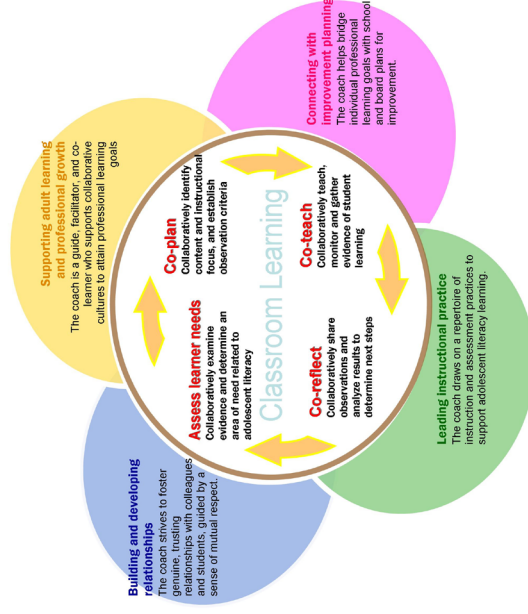 Building and developing
relationships
The coach strives to foster
genuine, trusting
relationships with colleagues
and students, guided by a
sense of mutual respect.
Supporting adult learning
and professional growth
The coach is a guide, facilitator, and co-
learner who supports collaborative
cultures to attain professional learning
goals
Connecting with
improvement planning
The coach helps bridge
individual professional
learning goals with school
and board plans for
improvement.
Assess learner needs
Collaboratively examine
evidence and determine an
area of need related to
adolescent literacy
Co-plan
Collaboratively identify
content and instructional
focus, and establish
observation criteria
Classroom Learning
Co-reflect
Collaboratively share
observations and
analyze results to
determine next steps
Co-teach
Collaboratively teach,
monitor and gather
evidence of student
learning
Leading instructional practice
The coach draws on a repertoire of
instruction and assessment practices to
support adolescent literacy learning.